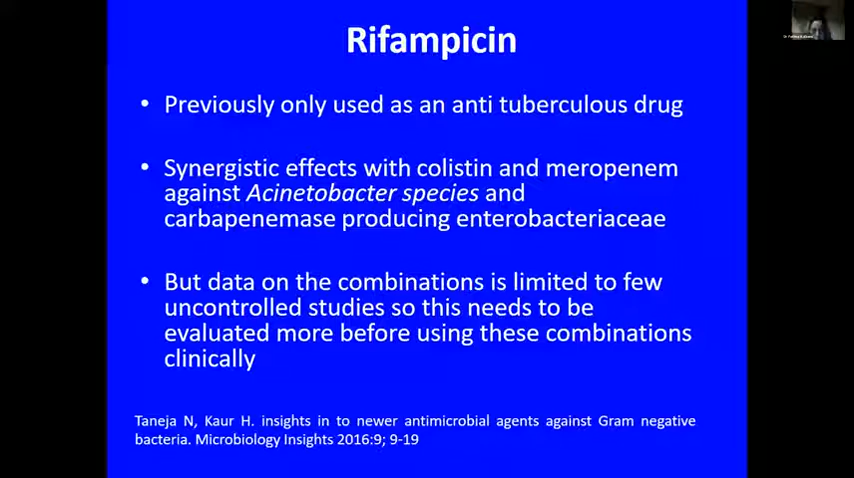 Rifampicin
• Previously only used as an anti tuberculous drug
• Synergistic effects with colistin and meropenem
against Acinetobacter species and
carbapenemase producing enterobacteriaceae
• But data on the combinations is limited to few
uncontrolled studies so this needs to be
evaluated more before using these combinations
clinically
Taneja N, Kaur H. insights in to newer antimicrobial agents against Gram negative
bacteria. Microbiology Insights 2016:9; 9-19